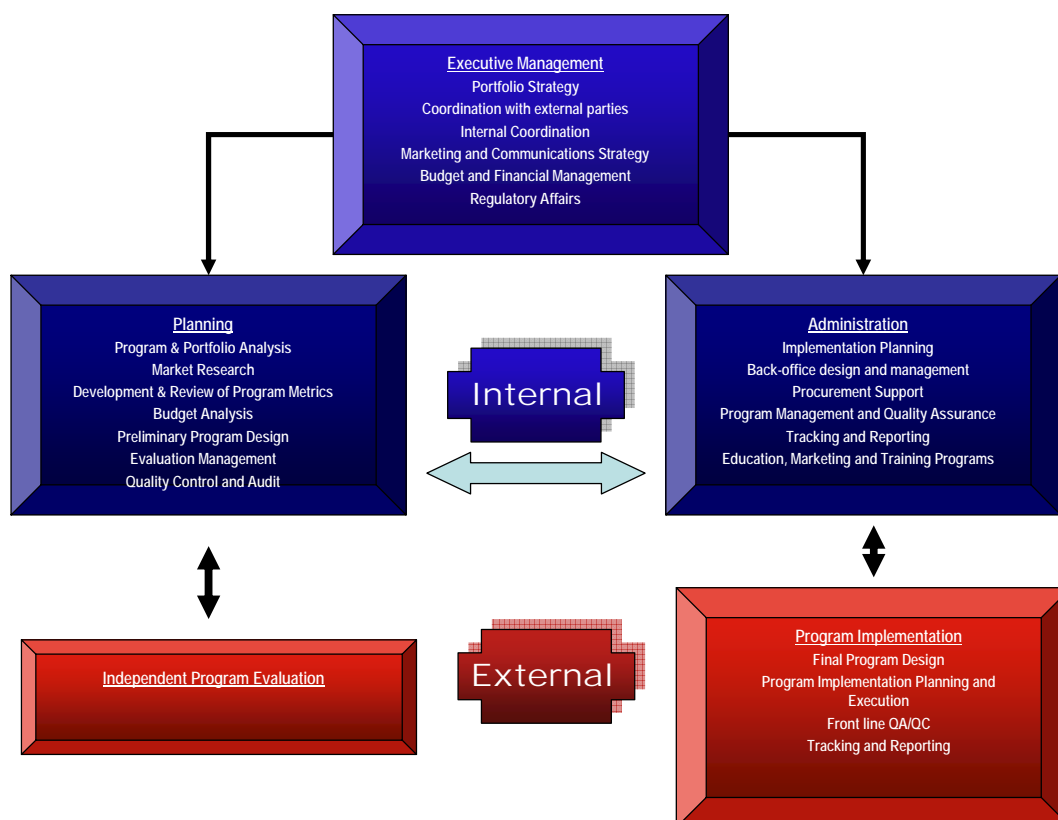 Executive Management
Portfolio Strategy
Coordination with external parties
Internal Coordination
Marketing and Communications Strategy
Budget and Financial Management
Regulatory Affairs
Planning
Program & Portfolio Analysis
Market Research
Development & Review of Program Metrics
Budget Analysis
Preliminary Program Design
Evaluation Management
Quality Control and Audit
Internal
Administration
Implementation Planning
Back-office design and management
Procurement Support
Program Management and Quality Assurance
Tracking and Reporting
Education, Marketing and Training Programs
Independent Program Evaluation
External
Program Implementation
Final Program Design
Program Implementation Planning and
Execution
Front line QA/QC
Tracking and Reporting